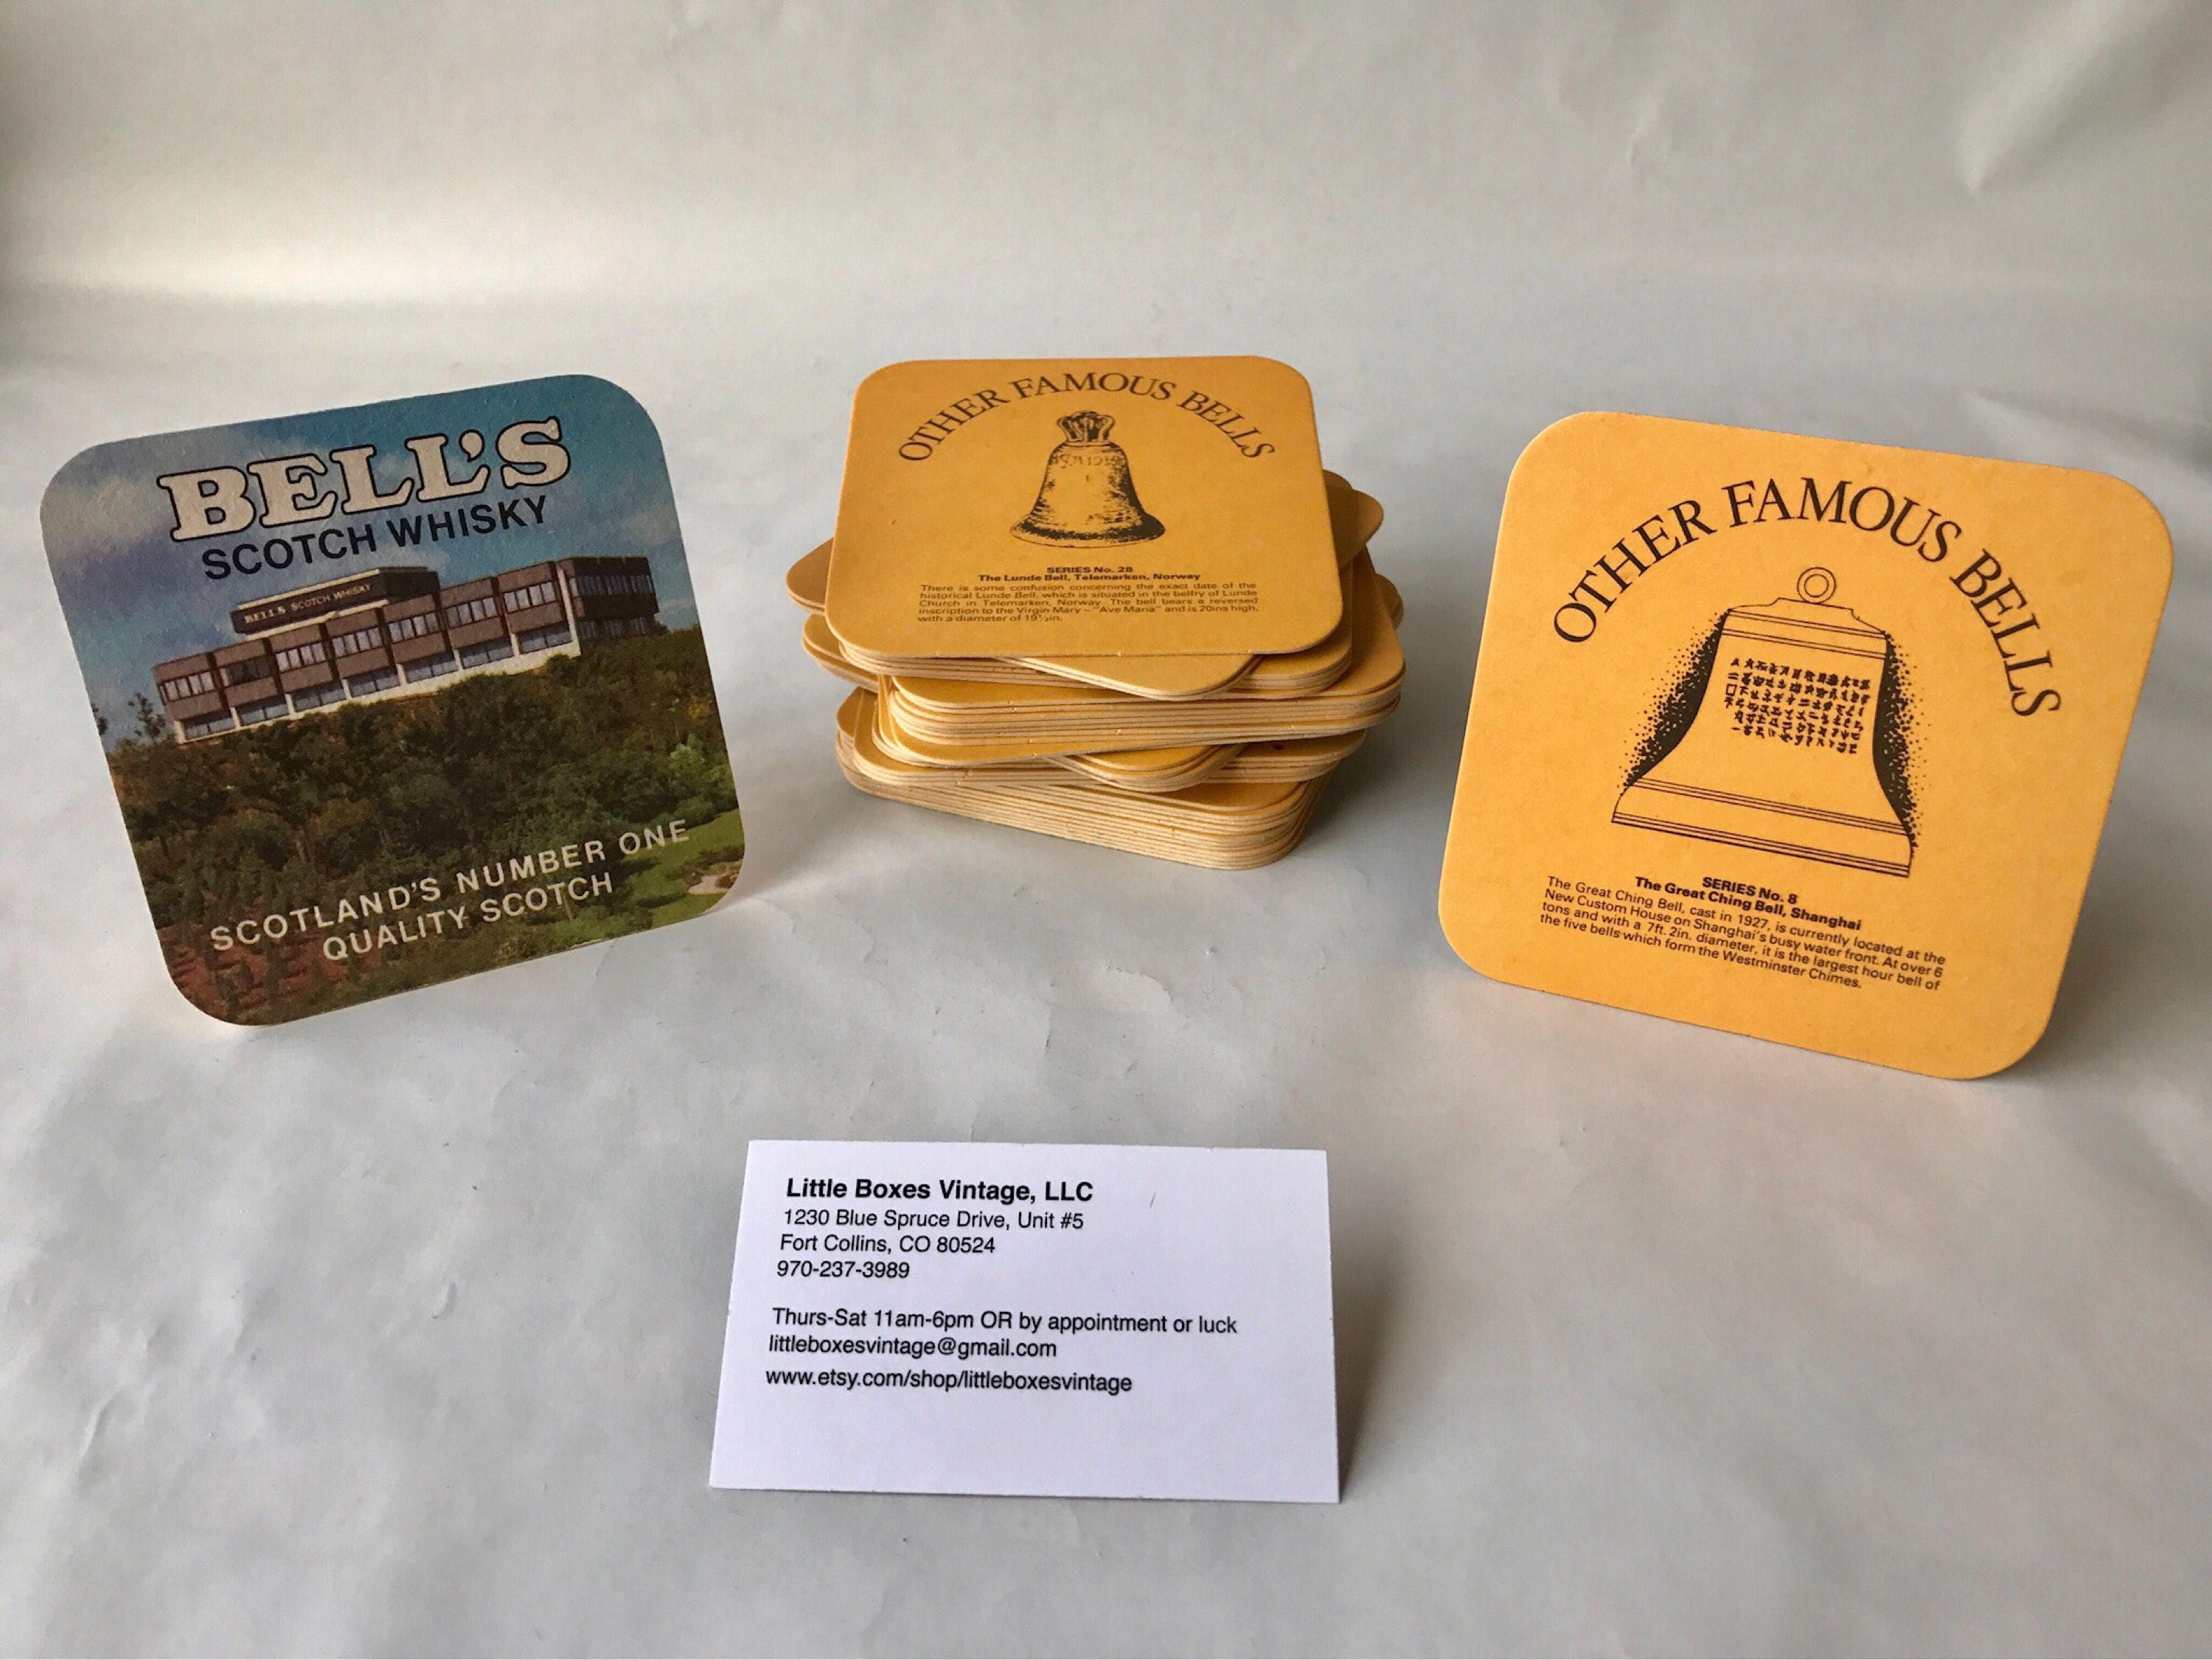 BELL'S
SCOTCH WHISKY
BELL'S SCOTCH WHISKY
SCOTLAND'S NUMBER ONE
QUALITY SCOTCH
OTHER FAMOUS BELLS
SERIES No. 28
The Lunde Bell, Telemarken, Norway
There is some confusion concerning the exact date of the
historical Lunde Bell, which is situated in the belfry of Lunde
Church in Telemarken, Norway. The bell bears a reversed
inscription to the Virgin Mary – "Ave Maria" and is 20ins high,
with a diameter of 19½in.
OTHER FAMOUS BELLS
SERIES No. 8
The Great Ching Bell, Shanghai
The Great Ching Bell, cast in 1927, is currently located at the
New Custom House on Shanghai's busy water front. At over 6
tons and with a 7ft. 2in. diameter, it is the largest hour bell of
the five bells which form the Westminster Chimes.
Little Boxes Vintage, LLC
1230 Blue Spruce Drive, Unit #5
Fort Collins, CO 80524
970-237-3989
Thurs-Sat 11am-6pm OR by appointment or luck
littleboxesvintage@gmail.com
www.etsy.com/shop/littleboxesvintage